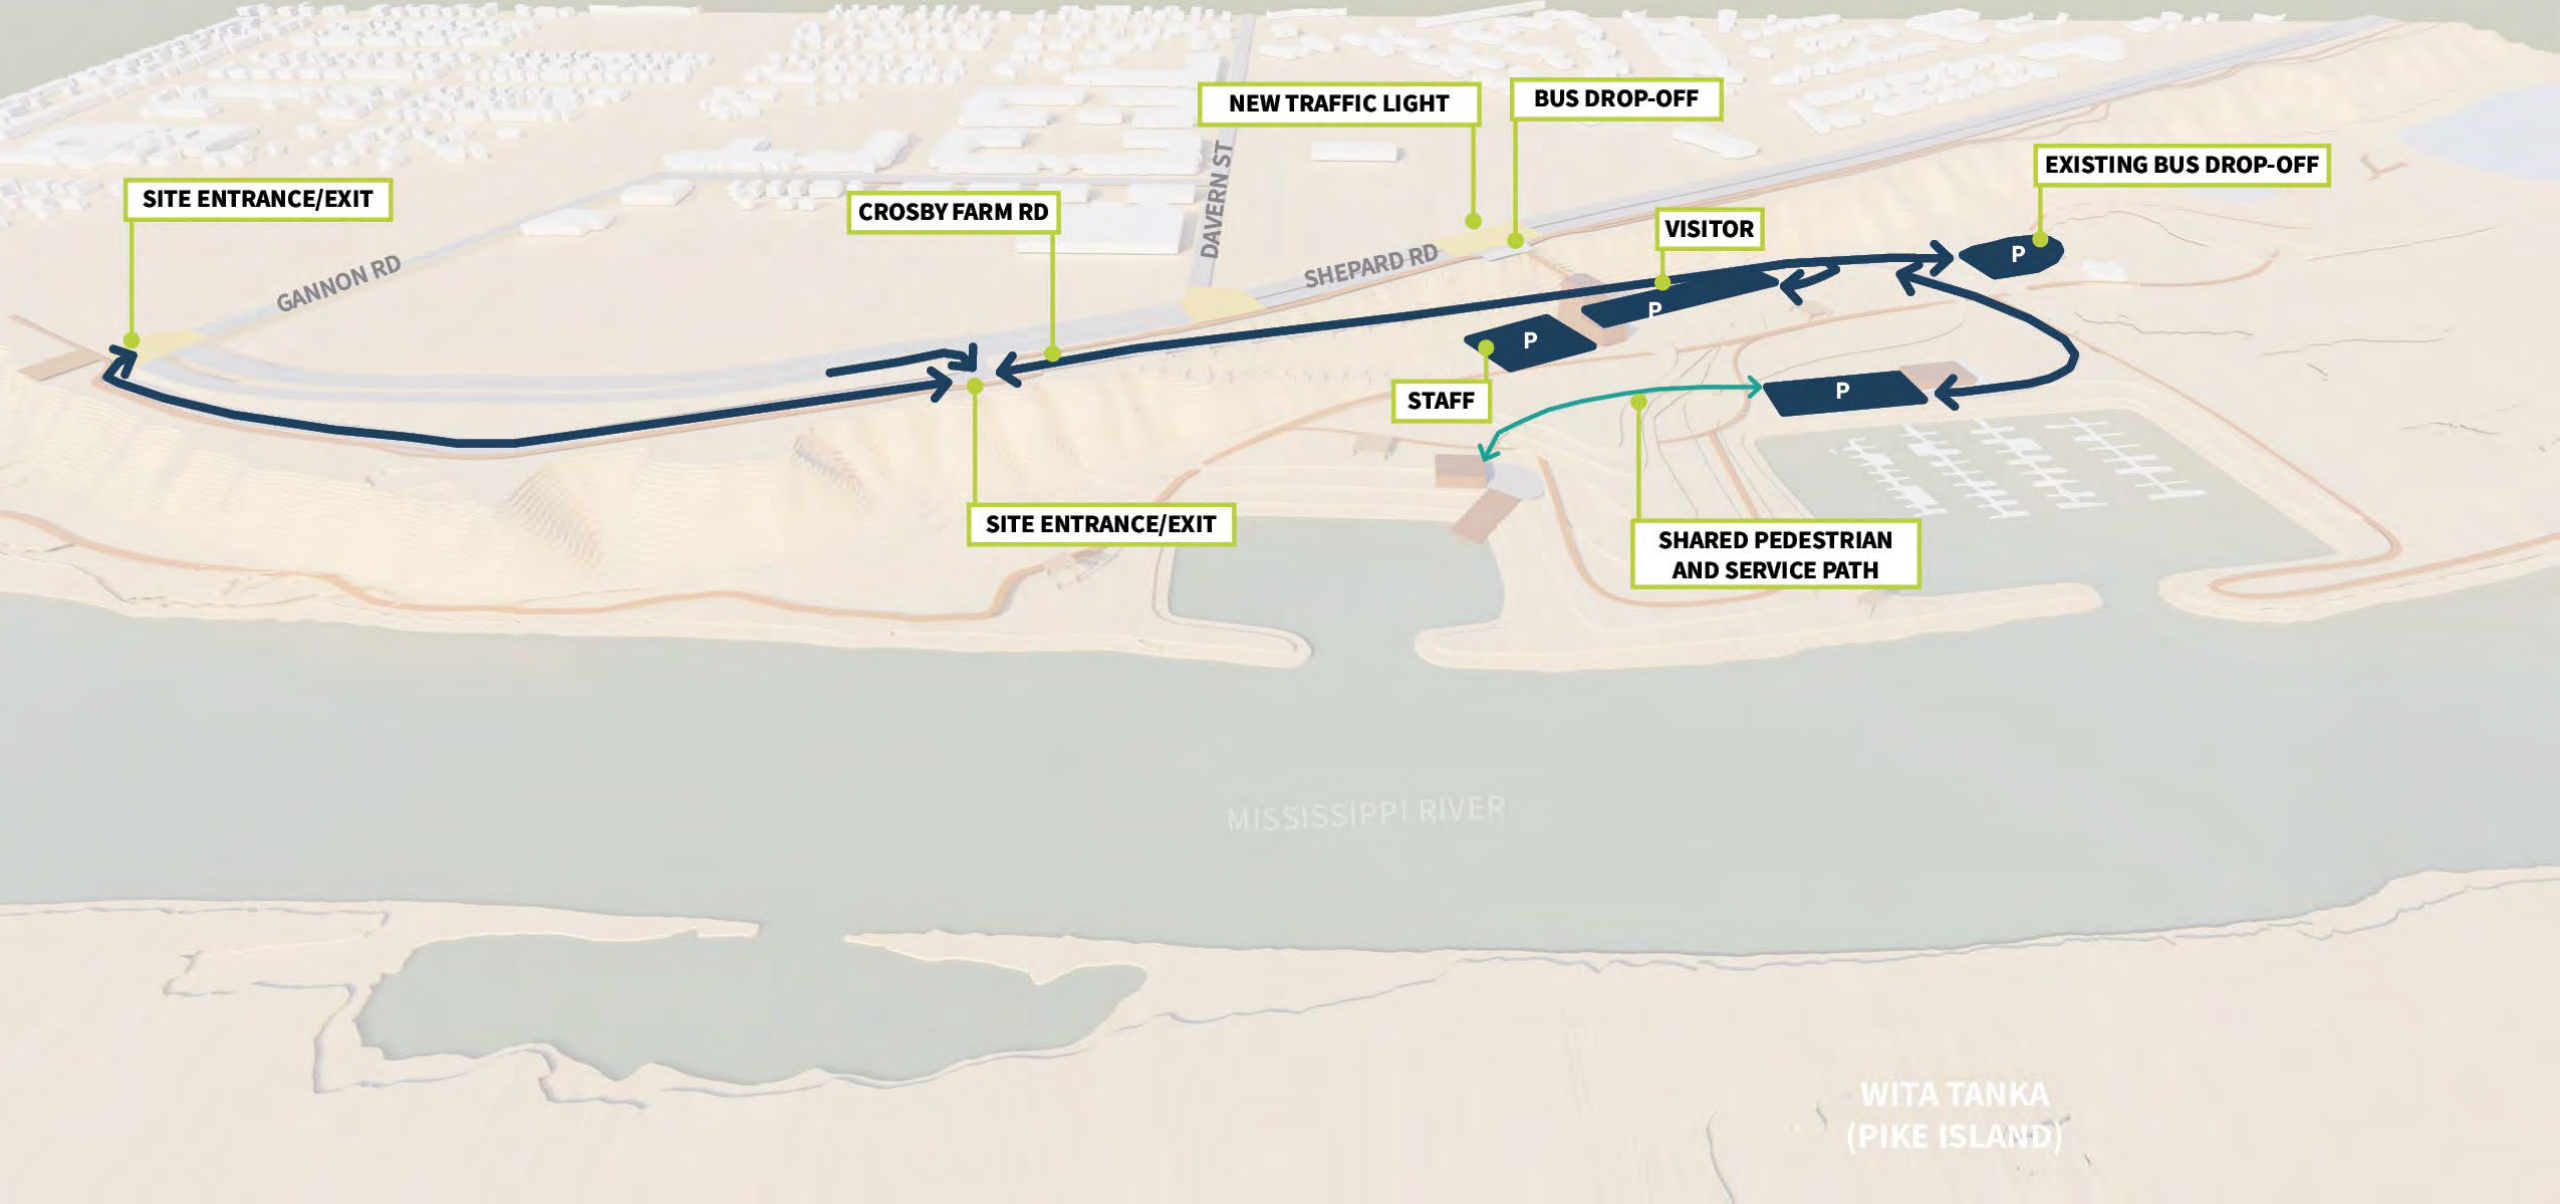 NEW TRAFFIC LIGHT
BUS DROP-OFF
EXISTING BUS DROP-OFF
SITE ENTRANCE/EXIT
CROSBY FARM RD
DAVERN ST
VISITOR
GANNON RD
SHEPARD RD
P
P
P
STAFF
P
SITE ENTRANCE/EXIT
SHARED PEDESTRIAN
AND SERVICE PATH
MISSISSIPPI RIVER
WITA TANKA
(PIKE ISLAND)